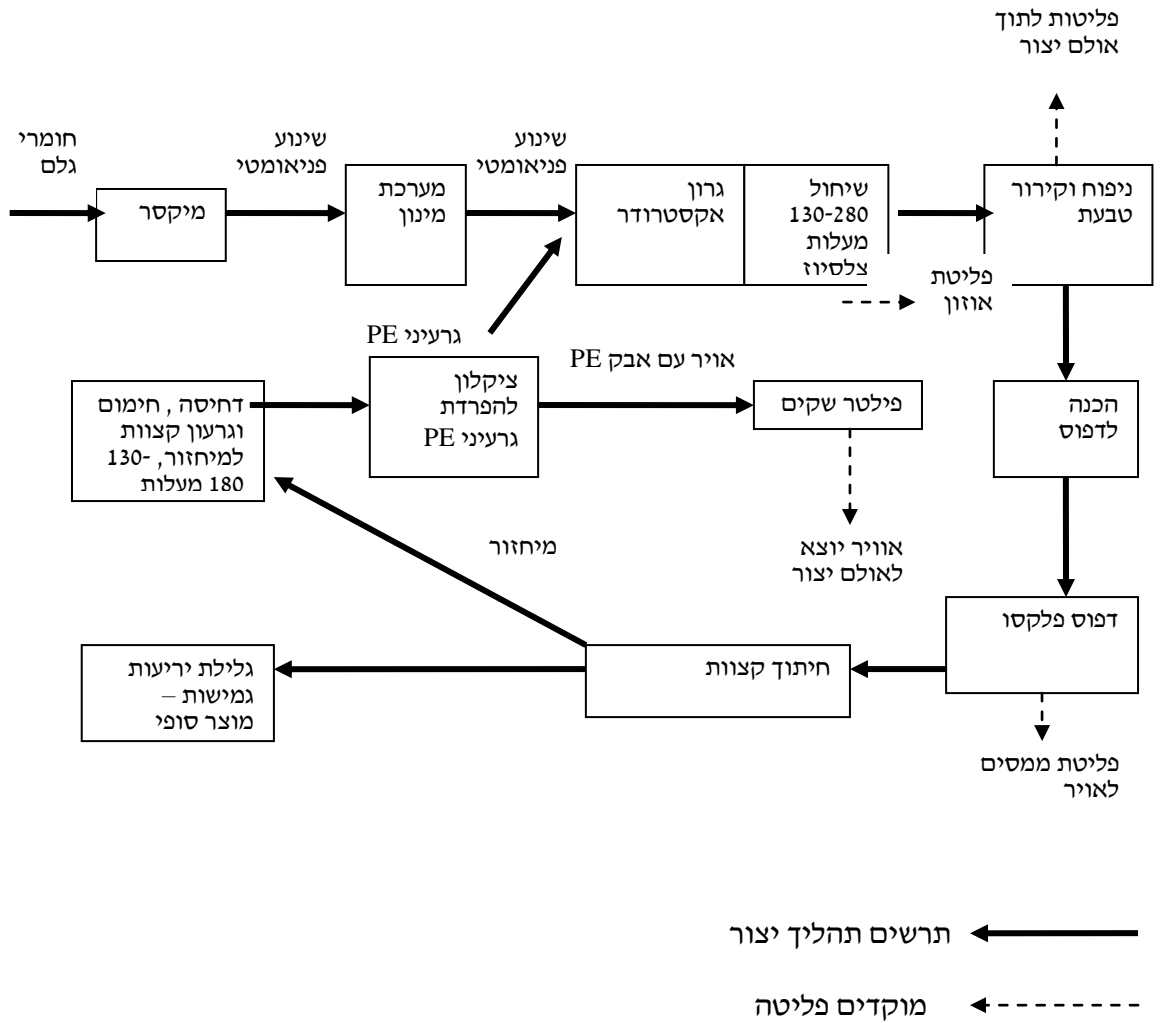 פליטות לתוך
אולם יצור
חומרי
גלם
שינוע
פניאומטי
שינוע
פניאומטי
מיקסר
מערכת
מינון
גרון
אקסטרודר
שיחול
130-280
מעלות
צלסיוז
ניפוח וקירור
טבעת
פליטת
אוזון
גרעיני PE
אויר עם אבק PE
דחיסה , חימום
וגרעון קצוות
למיחזור, 130-
180 מעלות
ציקלון
להפרדת
גרעיני PE
פילטר שקים
הכנה
לדפוס
מיחזור
אוויר יוצא
לאולם יצור
דפוס פלקסו
חיתוך קצוות
גלילת יריעות
גמישות –
מוצר סופי
פליטת ממסים
לאויר
תרשים תהליך יצור
מוקדים פליטה